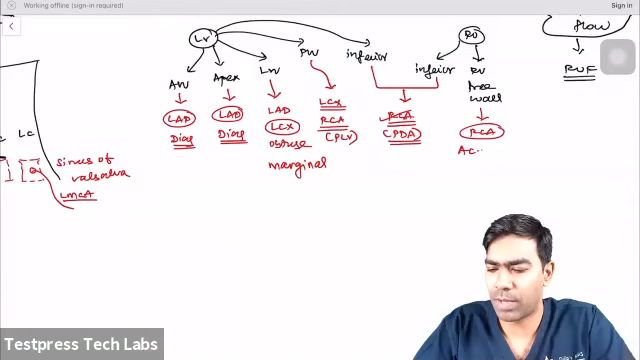 Working offline (sign-in required)
Sign in
flow
RVF
LV
RV
AW
Apex
LW
PW
inferior
inferior
RV
free
wall
LAD
Diag
LAD
Diag
LAD
LCX
obtuse
marginal
LCX
RCA
(PLV)
RCA
(PDA)
RCA
AC
LC
sinus of
valsalva
LMCA
Testpress Tech Labs